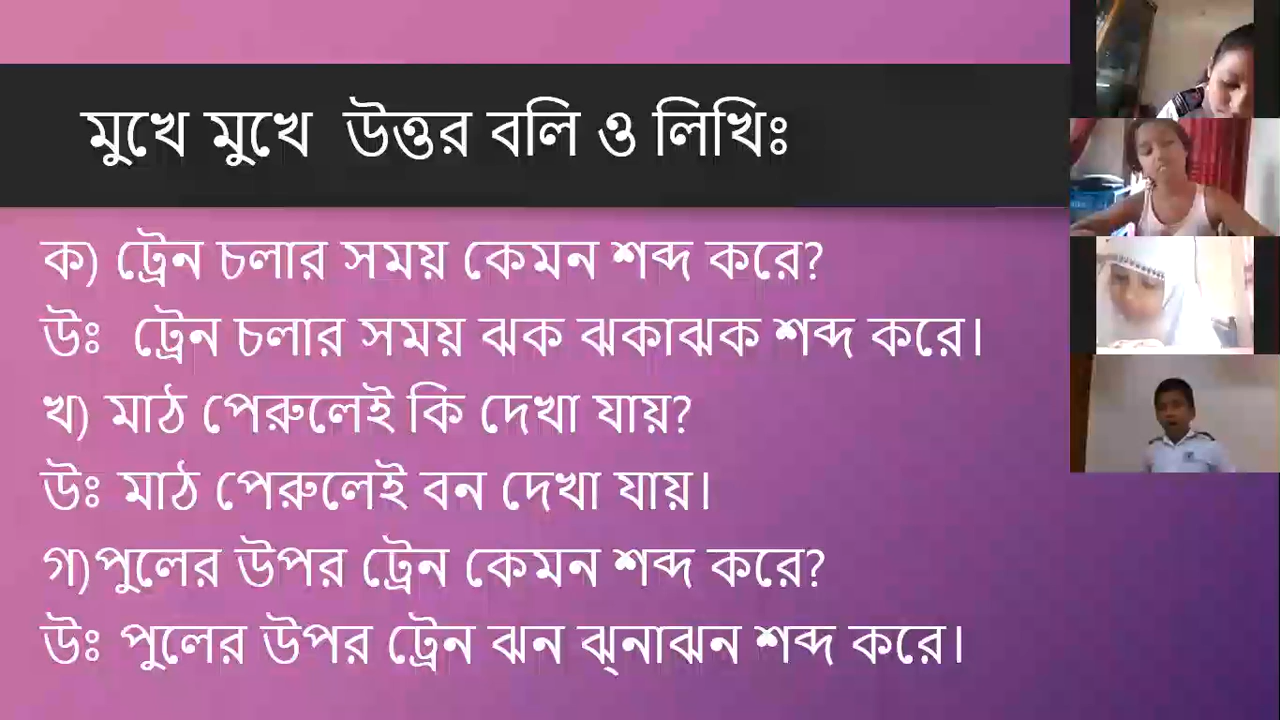 মুখে মুখে উত্তর বলি ও লিখিঃ
ক) ট্রেন চলার সময় কেমন শব্দ করে?
উঃ ট্রেন চলার সময় ঝক ঝকাঝক শব্দ করে।
খ) মাঠ পেরুলেই কি দেখা যায়?
উঃ মাঠ পেরুলেই বন দেখা যায়।
গ)পুলের উপর ট্রেন কেমন শব্দ করে?
উঃ পুলের উপর ট্রেন ঝন ঝ্নাঝন শব্দ করে।